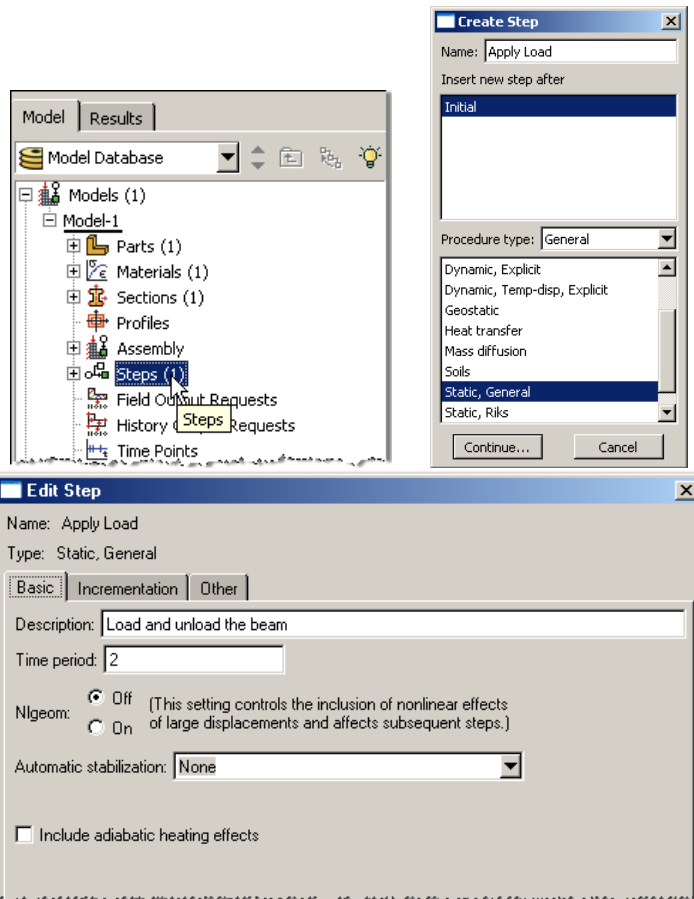 Create Step
Name: Apply Load
Insert new step after
Initial
Procedure type: General
Dynamic, Explicit
Dynamic, Temp-disp, Explicit
Geostatic
Heat transfer
Mass diffusion
Soils
Static, General
Static, Riks
Continue... Cancel
Model Results
Model Database
Models (1)
Model-1
Parts (1)
Materials (1)
Sections (1)
Profiles
Assembly
Steps (1)
Field Output Requests
History Requests
Steps
Time Points
Edit Step
Name: Apply Load
Type: Static, General
Basic Incrementation Other
Description: Load and unload the beam
Time period: 2
Nlgeom: Off (This setting controls the inclusion of nonlinear effects
On of large displacements and affects subsequent steps.)
Automatic stabilization: None
Include adiabatic heating effects